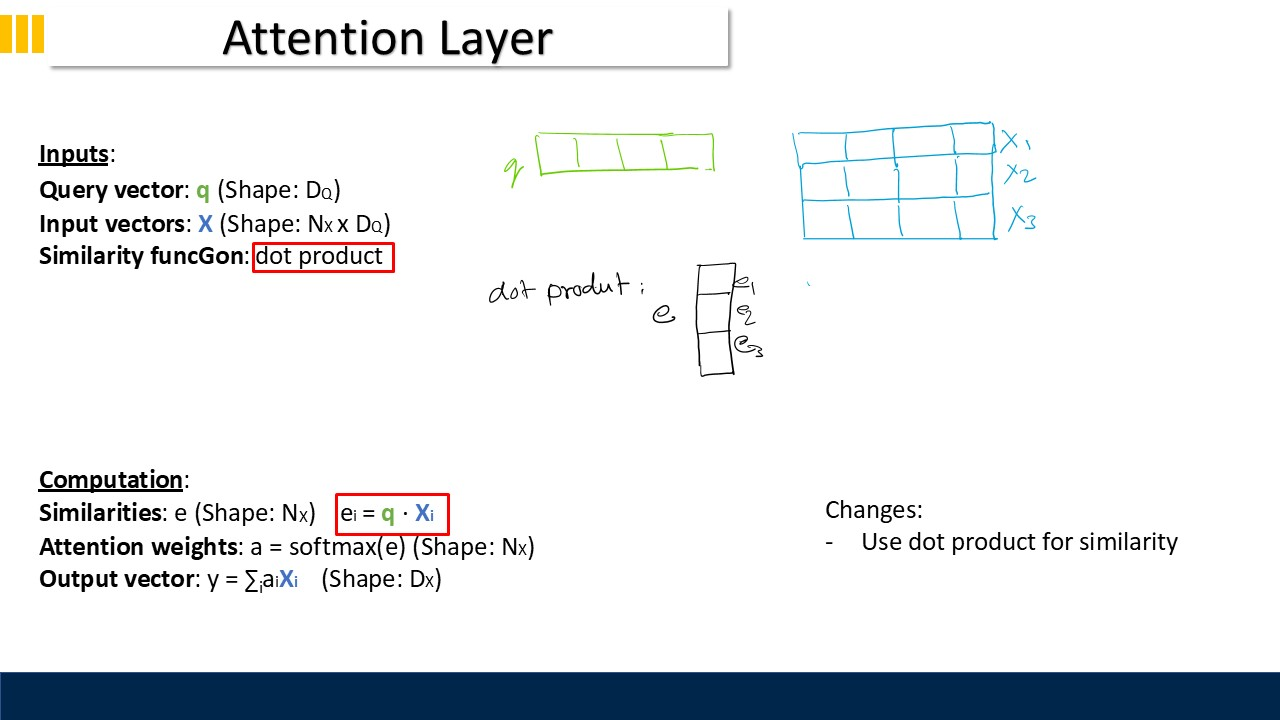 Attention Layer
Inputs:
Query vector: q (Shape: DQ)
Input vectors: X (Shape: NX x DQ)
Similarity funcGon: dot product
q
X1
X2
X3
dot produt :
e
e1
e2
e3
Computation:
Similarities: e (Shape: NX) ei = q · Xi
Attention weights: a = softmax(e) (Shape: NX)
Output vector: y = ∑iaiXi (Shape: DX)
Changes:
- Use dot product for similarity